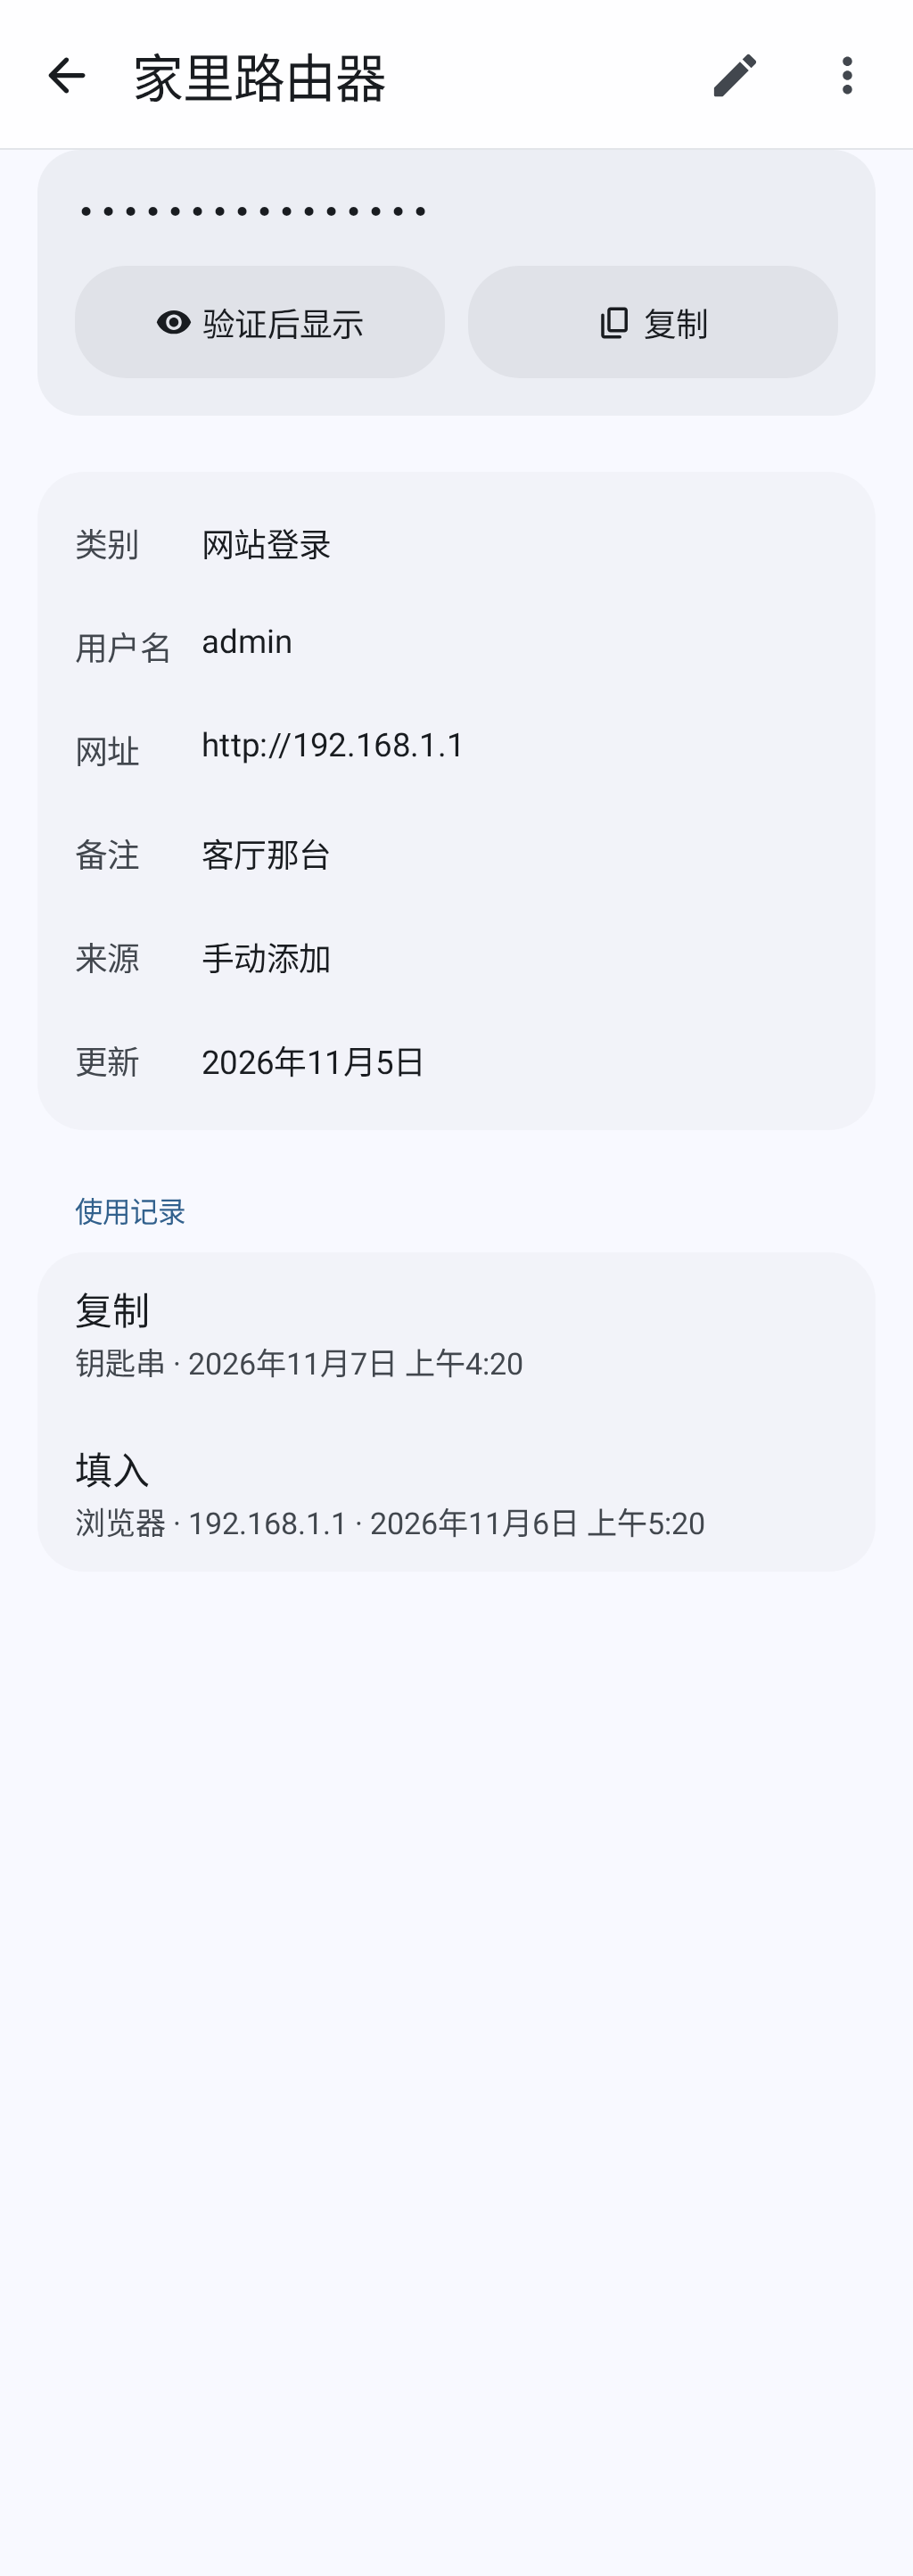 家里路由器
••••••••••••••••
验证后显示
复制
类别 网站登录
用户名 admin
网址 http://192.168.1.1
备注 客厅那台
来源 手动添加
更新 2026年11月5日
使用记录
复制
钥匙串 · 2026年11月7日 上午4:20
填入
浏览器 · 192.168.1.1 · 2026年11月6日 上午5:20